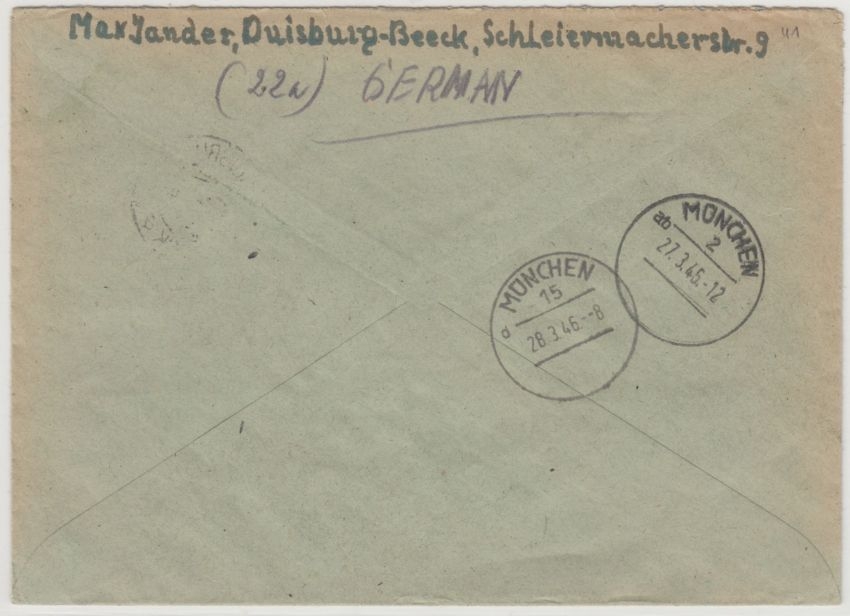 Max Jander, Duisburg-Beeck, Schleiermacherstr. 9
(22a) GERMAN
MÜNCHEN
15
d
28.3.46.--8
ab
MÜNCHEN
2
27.3.46.-12